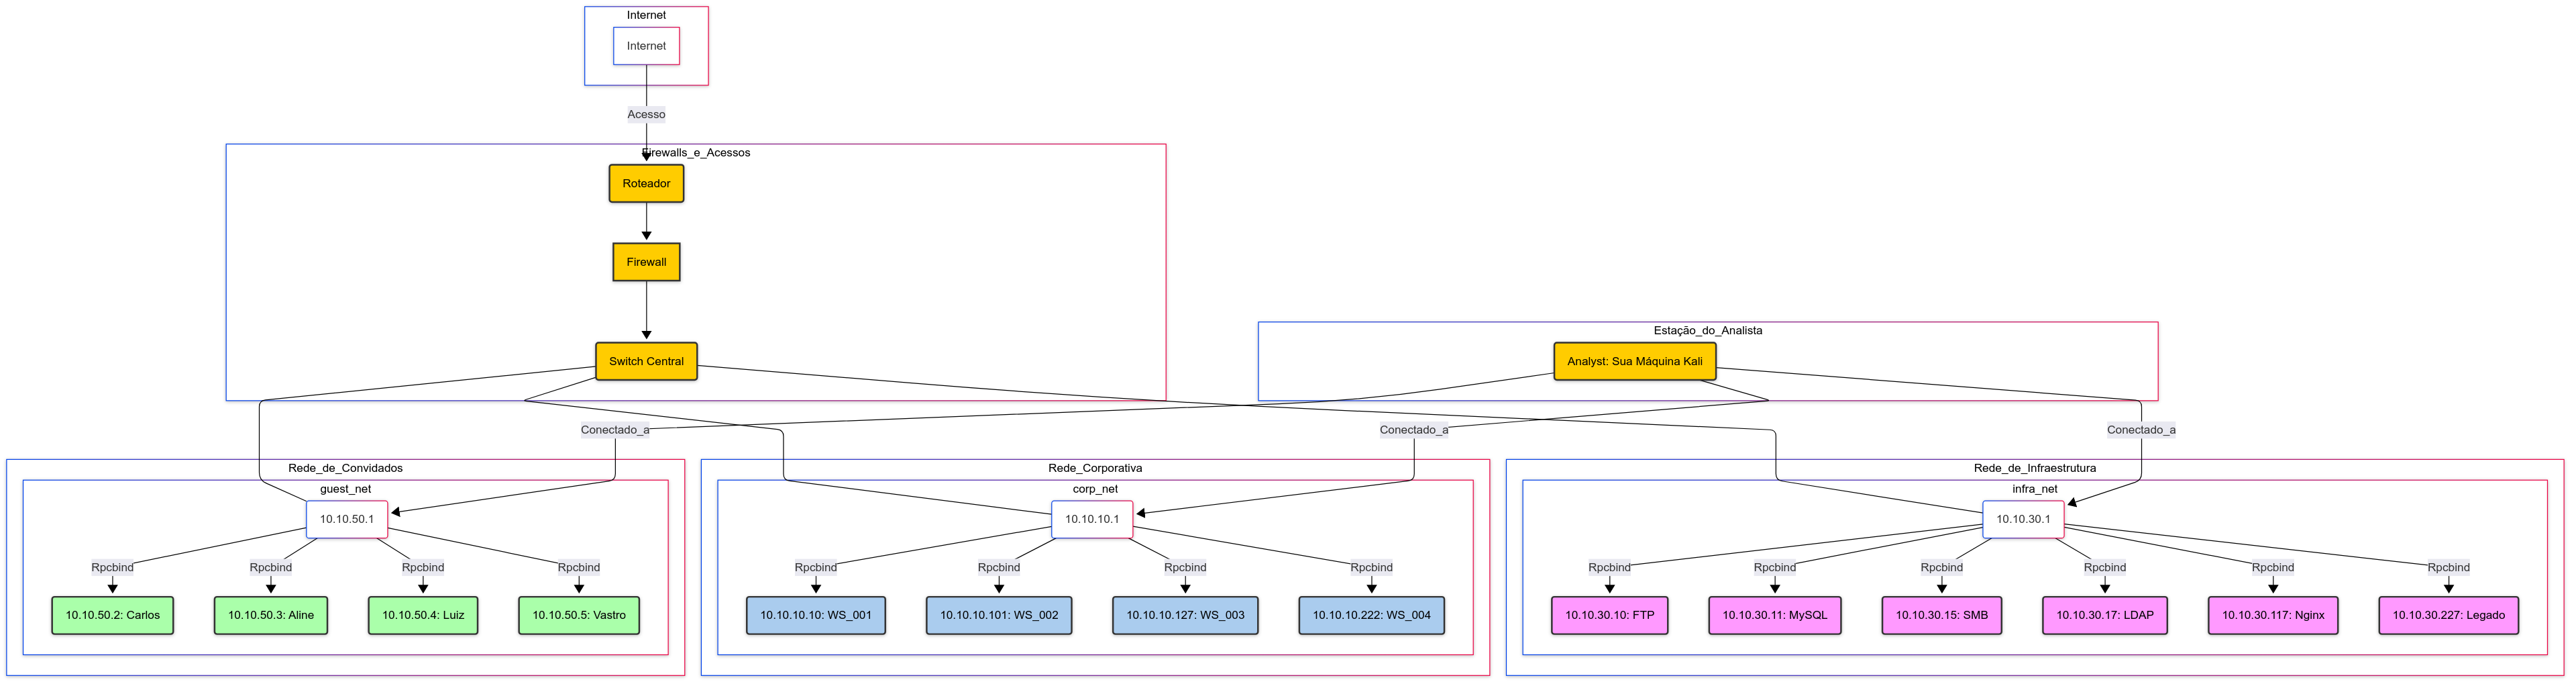 Internet
Internet
Acesso
Firewalls_e_Acessos
Roteador
Firewall
Switch Central
Estação_do_Analista
Analyst: Sua Máquina Kali
Conectado_a
Conectado_a
Conectado_a
Rede_de_Convidados
guest_net
10.10.50.1
Rpcbind
Rpcbind
Rpcbind
Rpcbind
10.10.50.2: Carlos
10.10.50.3: Aline
10.10.50.4: Luiz
10.10.50.5: Vastro
Rede_Corporativa
corp_net
10.10.10.1
Rpcbind
Rpcbind
Rpcbind
Rpcbind
10.10.10.10: WS_001
10.10.10.101: WS_002
10.10.10.127: WS_003
10.10.10.222: WS_004
Rede_de_Infraestrutura
infra_net
10.10.30.1
Rpcbind
Rpcbind
Rpcbind
Rpcbind
Rpcbind
Rpcbind
10.10.30.10: FTP
10.10.30.11: MySQL
10.10.30.15: SMB
10.10.30.17: LDAP
10.10.30.117: Nginx
10.10.30.227: Legado